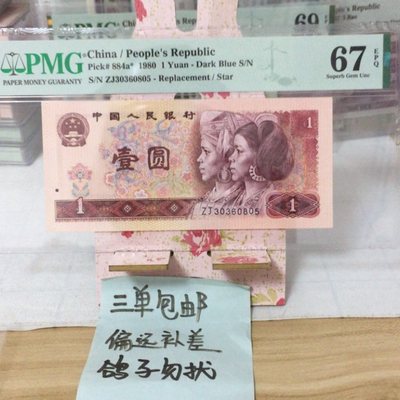 69 EPQ
PMG
PAPER MONEY GUARANTY
China / People's Republic
Pick# 884a* 1980 1 Yuan - Dark Blue S/N
S/N ZJ30360805 - Replacement / Star
67 EPQ
Superb Gem Unc
中国人民银行
1
壹圆
1
ZJ30360805
1
三单包邮
偏远补差
鸽子勿扰